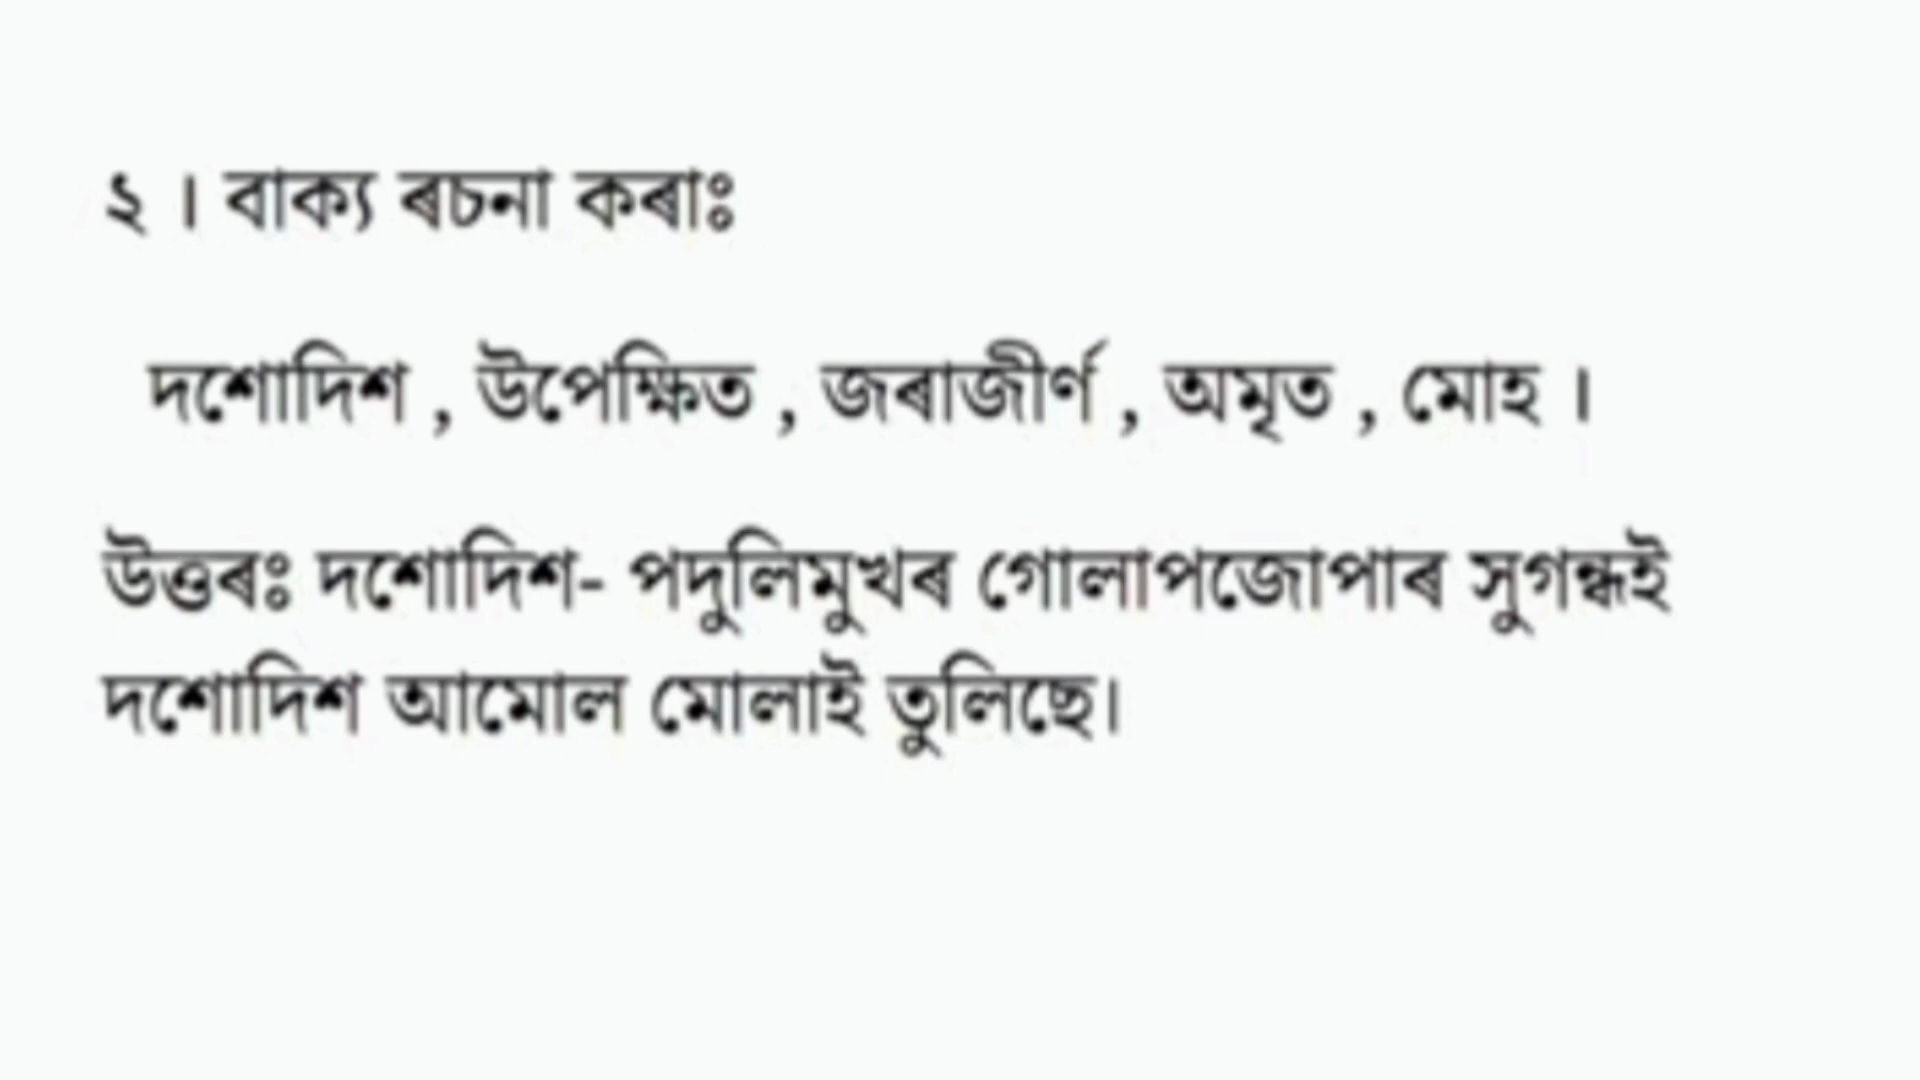 ২ । বাক্য ৰচনা কৰাঃ
দশোদিশ , উপেক্ষিত , জৰাজীৰ্ণ , অমৃত , মোহ ।
উত্তৰঃ দশোদিশ- পদুলিমুখৰ গোলাপজোপাৰ সুগন্ধই
দশোদিশ আমোল মোলাই তুলিছে।